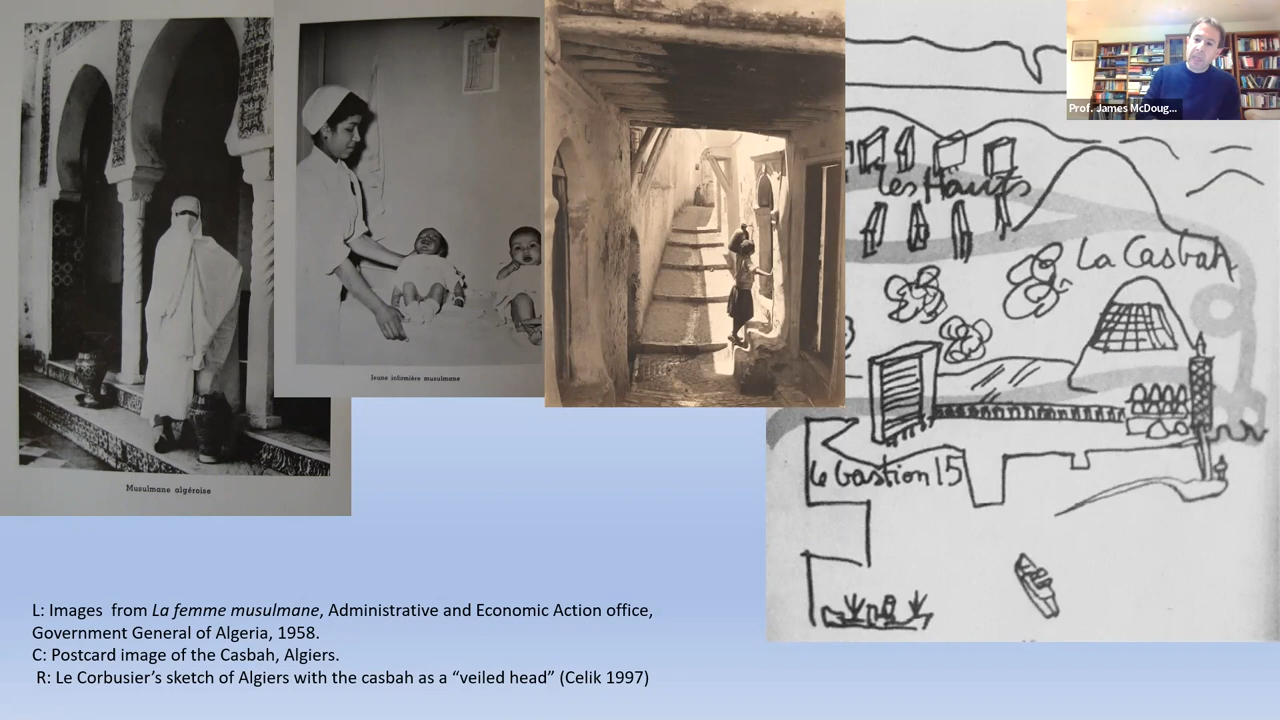 Prof. James McDoug...
les Hauts
La Casbah
Le bastion 15
Jeune infirmière musulmane
Musulmane algéroise
L: Images from La femme musulmane, Administrative and Economic Action office,
Government General of Algeria, 1958.
C: Postcard image of the Casbah, Algiers.
R: Le Corbusier’s sketch of Algiers with the casbah as a “veiled head” (Celik 1997)